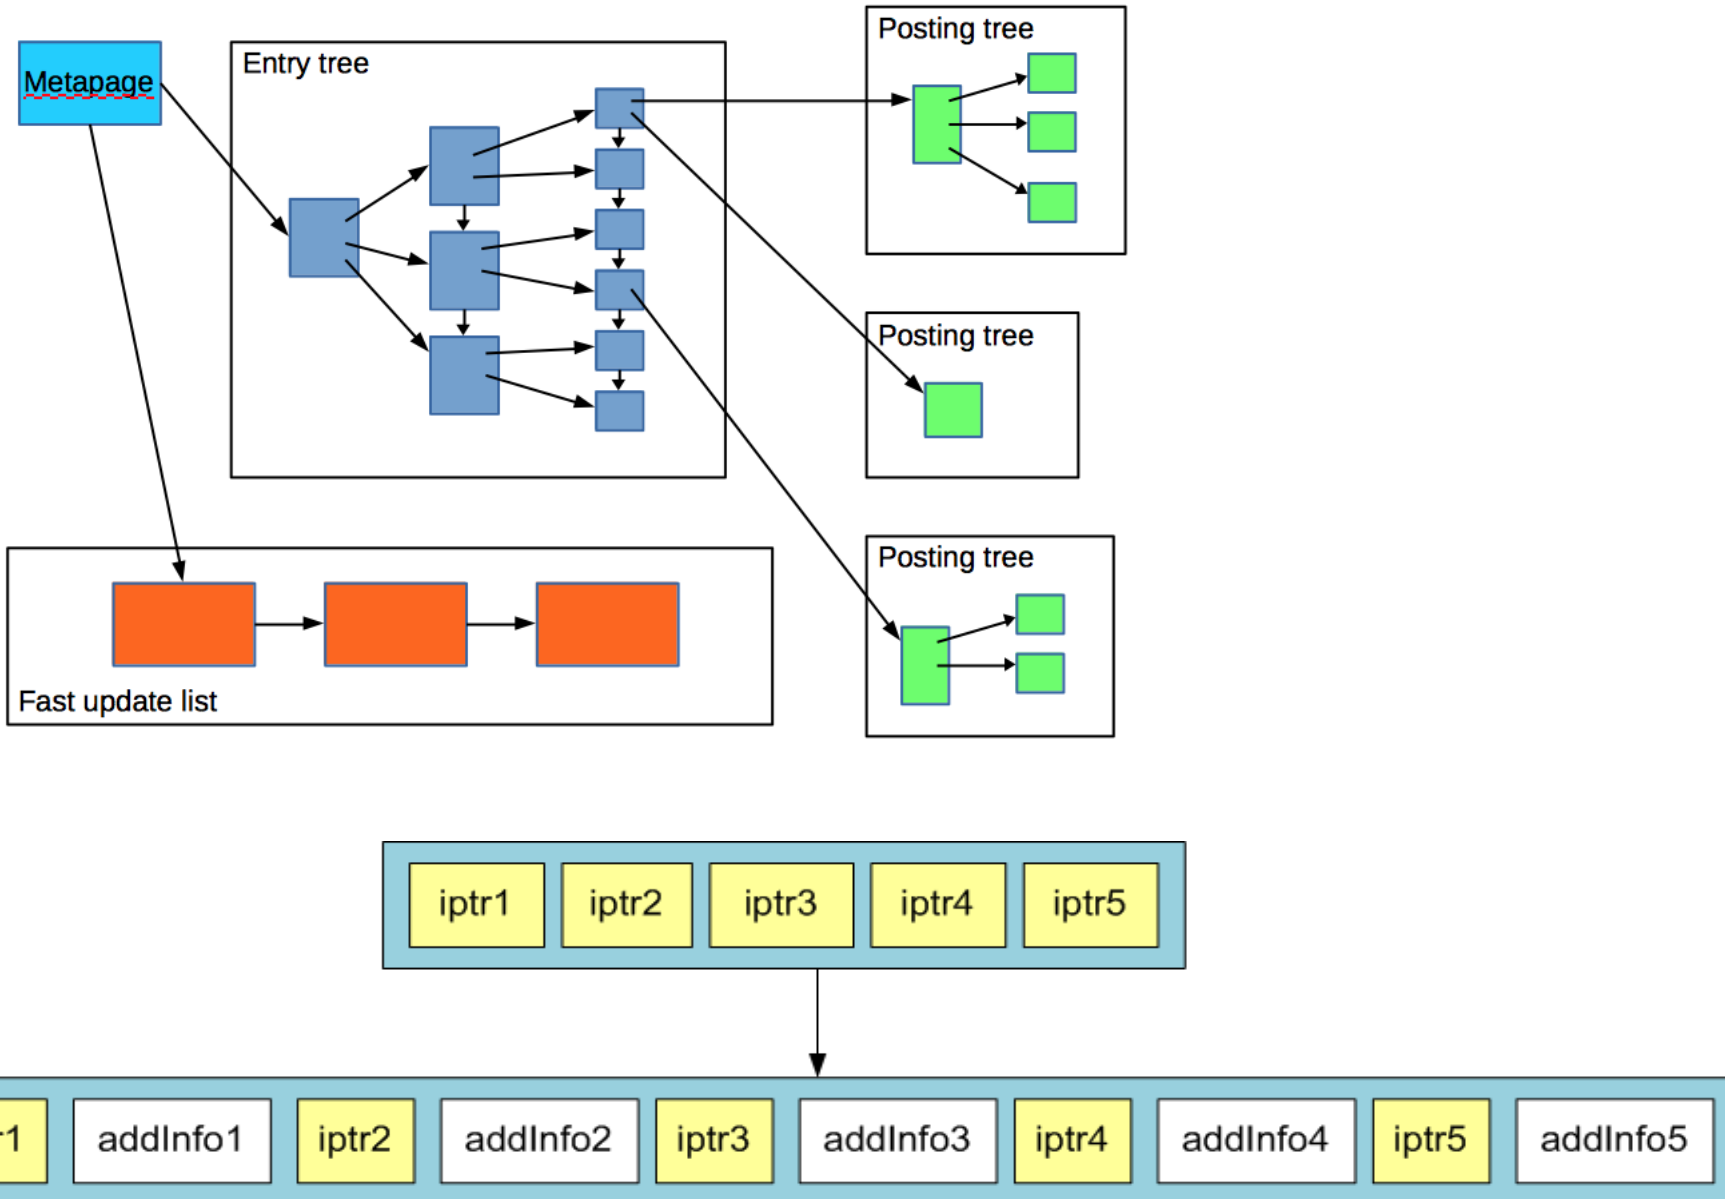 Posting tree
Metapage
Entry tree
Posting tree
Posting tree
Fast update list
iptr1 iptr2 iptr3 iptr4 iptr5
r1 addInfo1 iptr2 addInfo2 iptr3 addInfo3 iptr4 addInfo4 iptr5 addInfo5